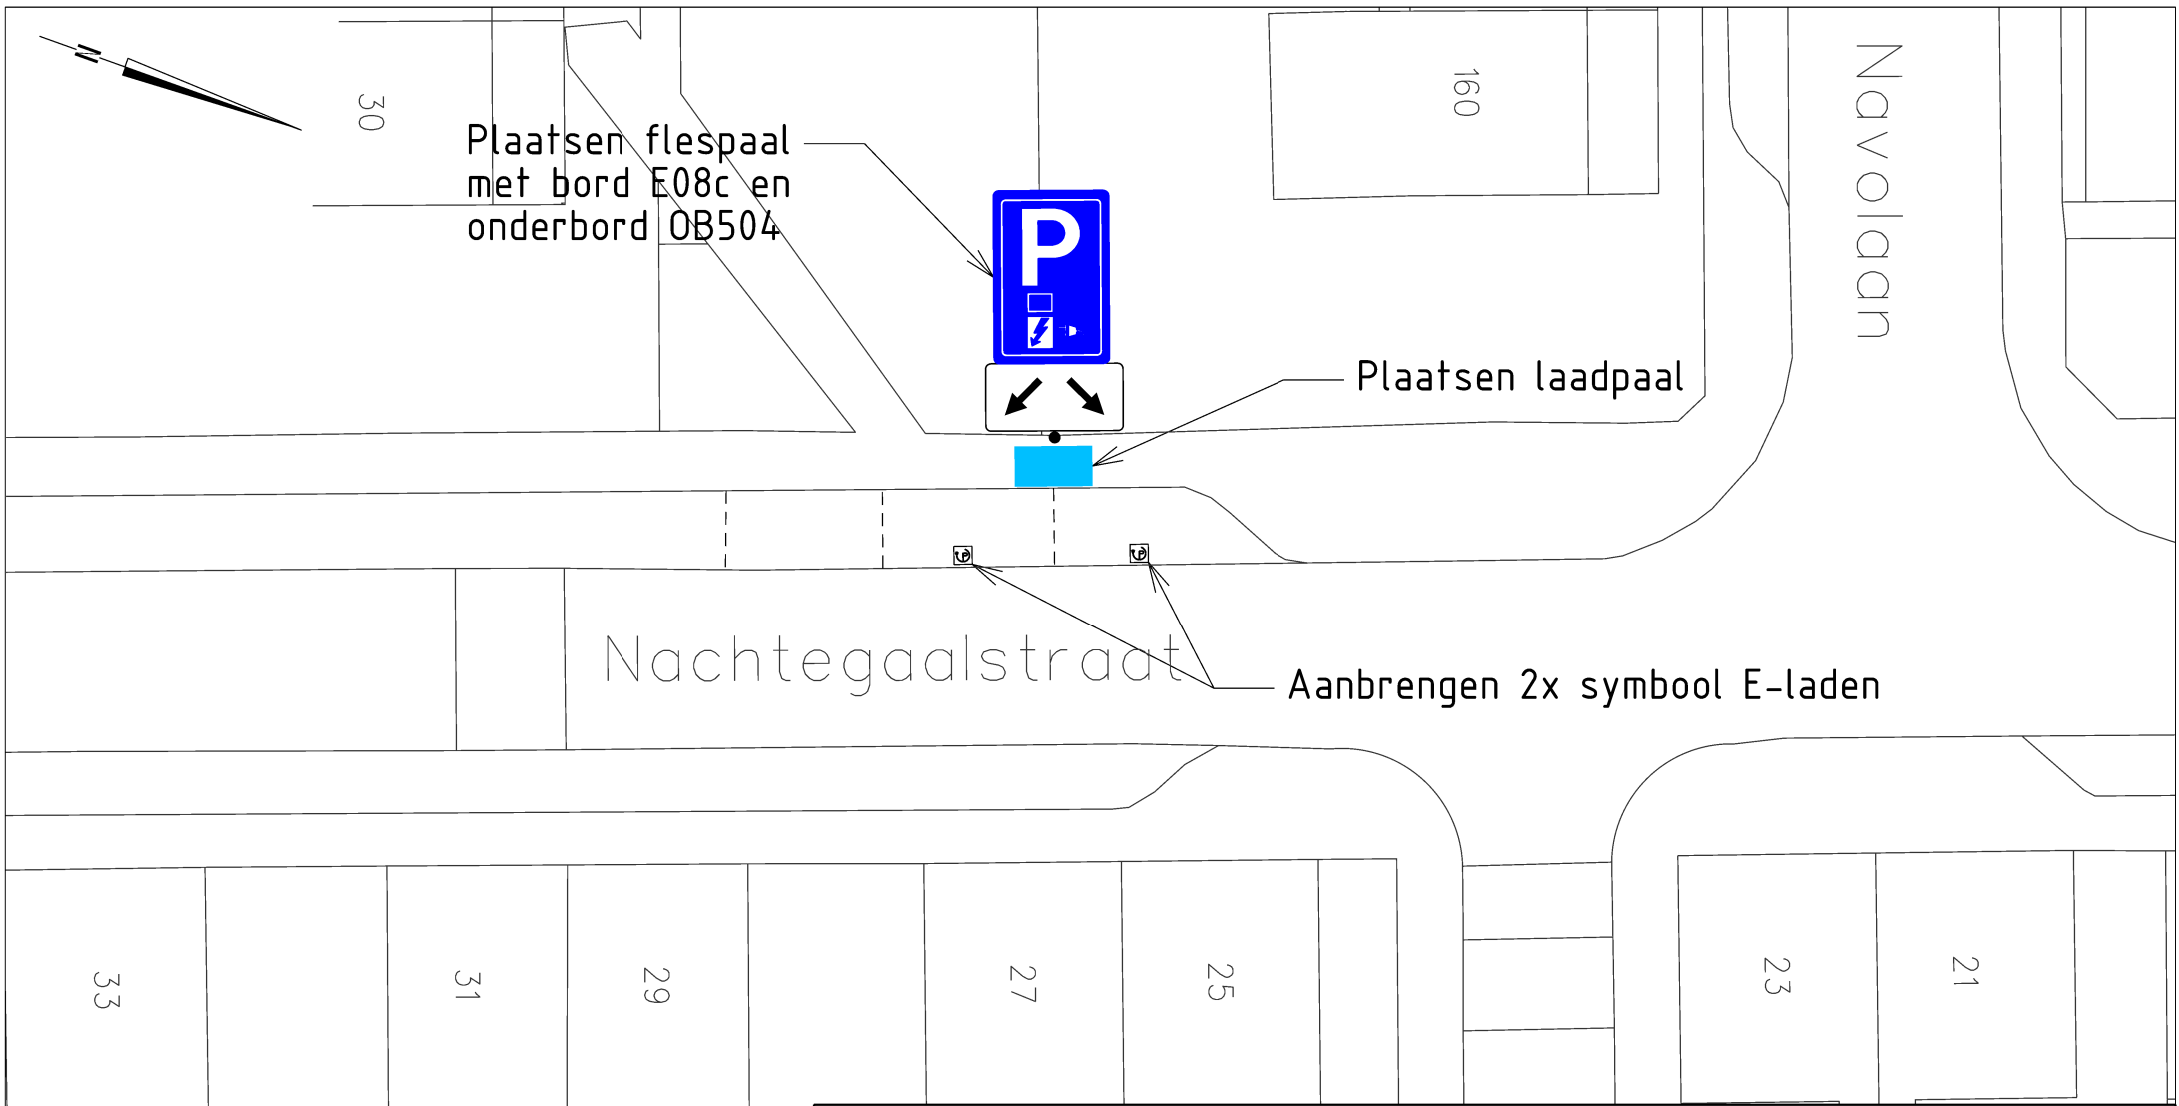 N
30
160
Navolaan
Plaatsen flespaal
met bord E08c en
onderbord OB504
P
Plaatsen laadpaal
Nachtegaalstraat
Aanbrengen 2x symbool E-laden
33
31
29
27
25
23
21